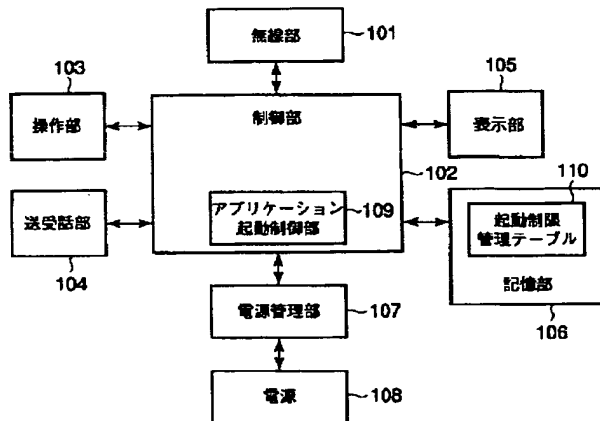 無線部
101
103
操作部
制御部
105
表示部
102
送受話部
104
アプリケーション
起動制御部
109
110
起動制限
管理テーブル
記憶部
106
電源管理部
107
電源
108